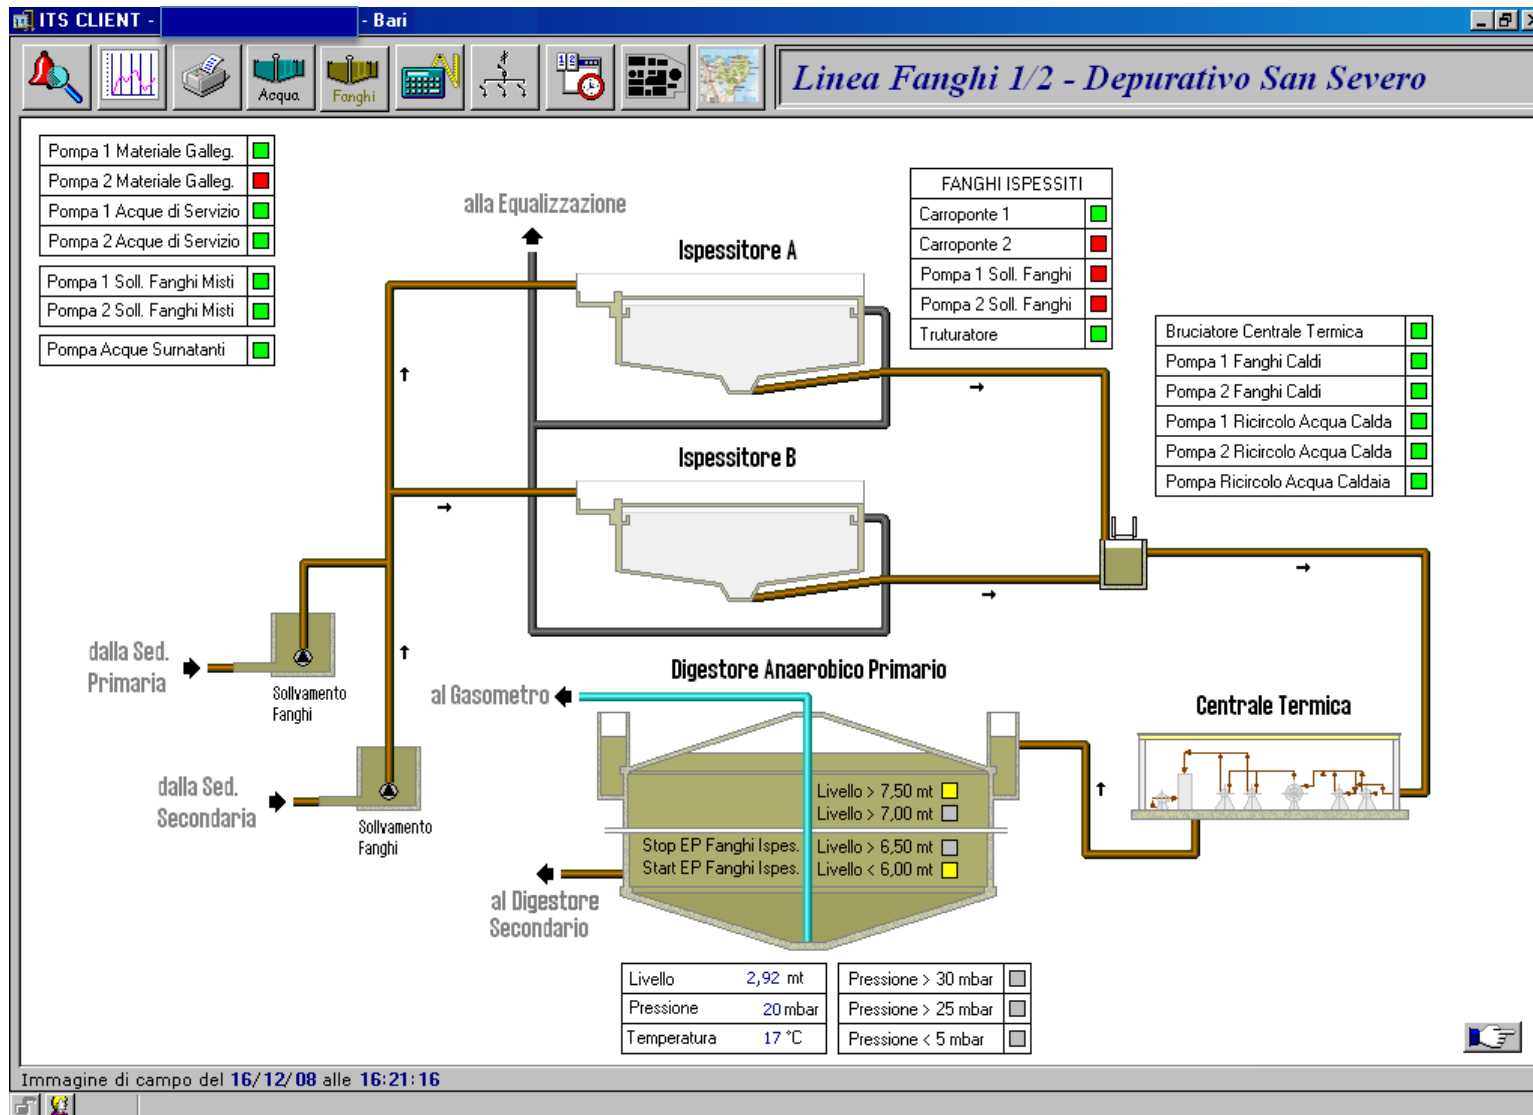 ITS CLIENT - - Bari
Acqua
Fanghi
Linea Fanghi 1/2 - Depurativo San Severo
Pompa 1 Materiale Galleg.
Pompa 2 Materiale Galleg.
Pompa 1 Acque di Servizio
Pompa 2 Acque di Servizio
Pompa 1 Soll. Fanghi Misti
Pompa 2 Soll. Fanghi Misti
Pompa Acque Surnatanti
alla Equalizzazione
Ispessitore A
FANGHI ISPESSITI
Carroponte 1
Carroponte 2
Pompa 1 Soll. Fanghi
Pompa 2 Soll. Fanghi
Truturatore
Bruciatore Centrale Termica
Pompa 1 Fanghi Caldi
Pompa 2 Fanghi Caldi
Pompa 1 Ricircolo Acqua Calda
Pompa 2 Ricircolo Acqua Calda
Pompa Ricircolo Acqua Caldaia
Ispessitore B
dalla Sed.
Primaria
Sollvamento
Fanghi
dalla Sed.
Secondaria
Sollvamento
Fanghi
Digestore Anaerobico Primario
al Gasometro
Centrale Termica
Livello > 7,50 mt
Livello > 7,00 mt
Stop EP Fanghi Ispes. Livello > 6,50 mt
Start EP Fanghi Ispes. Livello < 6,00 mt
al Digestore
Secondario
Livello 2,92 mt
Pressione 20 mbar
Temperatura 17 °C
Pressione > 30 mbar
Pressione > 25 mbar
Pressione < 5 mbar
Immagine di campo del 16/12/08 alle 16:21:16